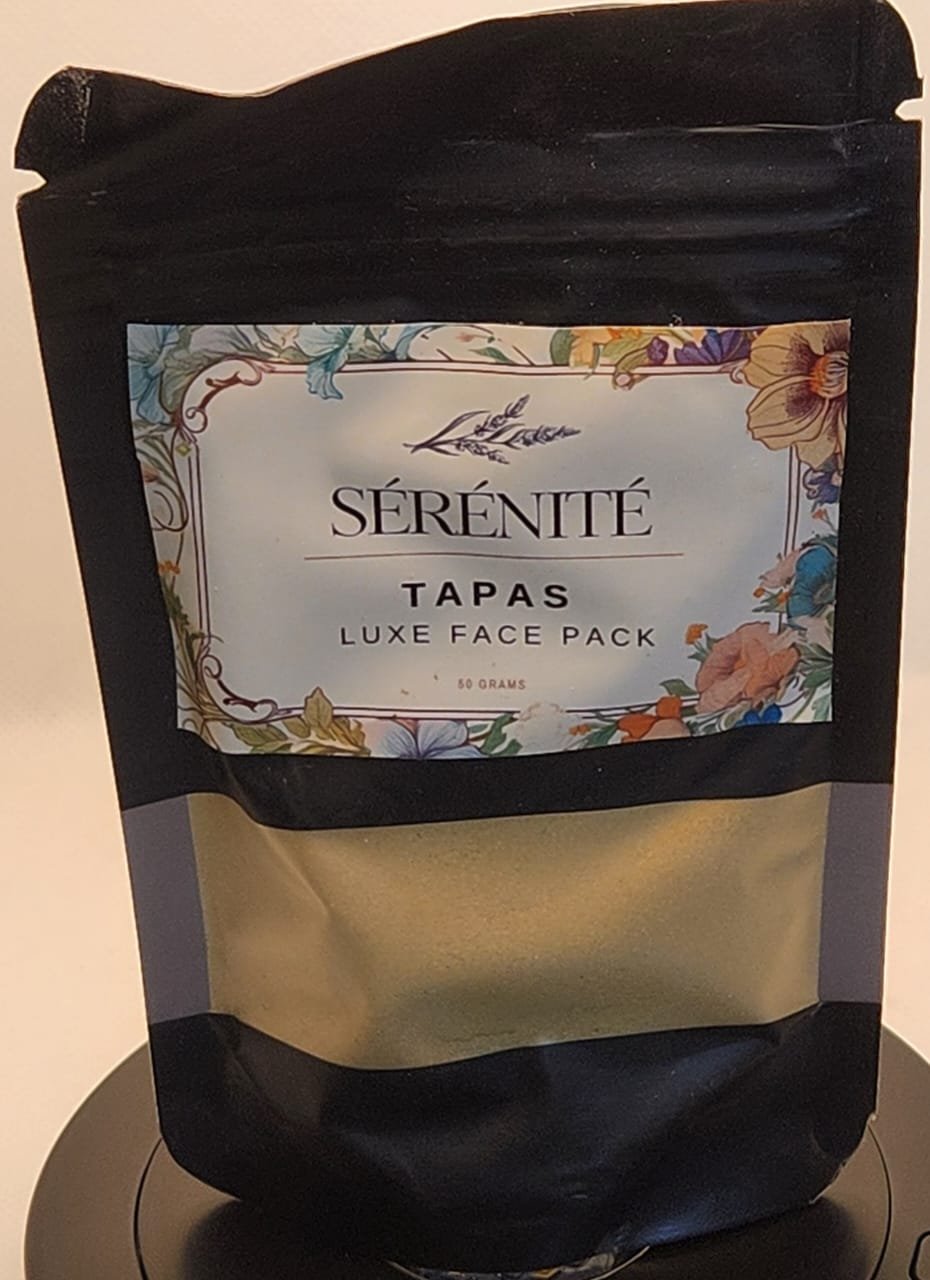 SÉRÉNITÉ
TAPAS
LUXE FACE PACK
50 GRAMS